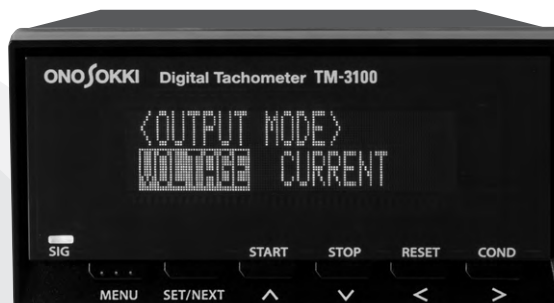 ONO SOKKI Digital Tachometer TM-3100
<OUTPUT MODE>
VOLTAGE CURRENT
SIG START STOP RESET COND
MENU SET/NEXT ∧ ∨ < >